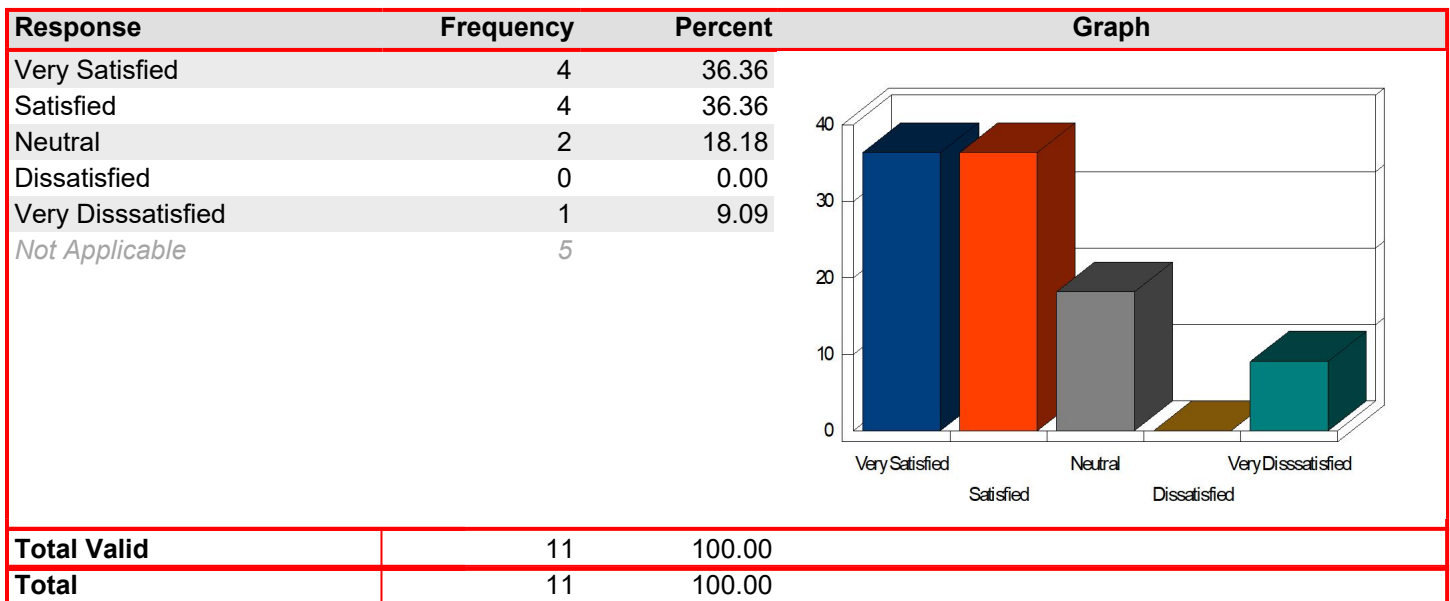 Response Frequency Percent Graph
Very Satisfied 4 36.36
Satisfied 4 36.36
Neutral 2 18.18
Dissatisfied 0 0.00
Very Disssatisfied 1 9.09
Not Applicable 5
40
30
20
10
0
Very Satisfied Neutral Very Disssatisfied
Satisfied Dissatisfied
Total Valid 11 100.00
Total 11 100.00